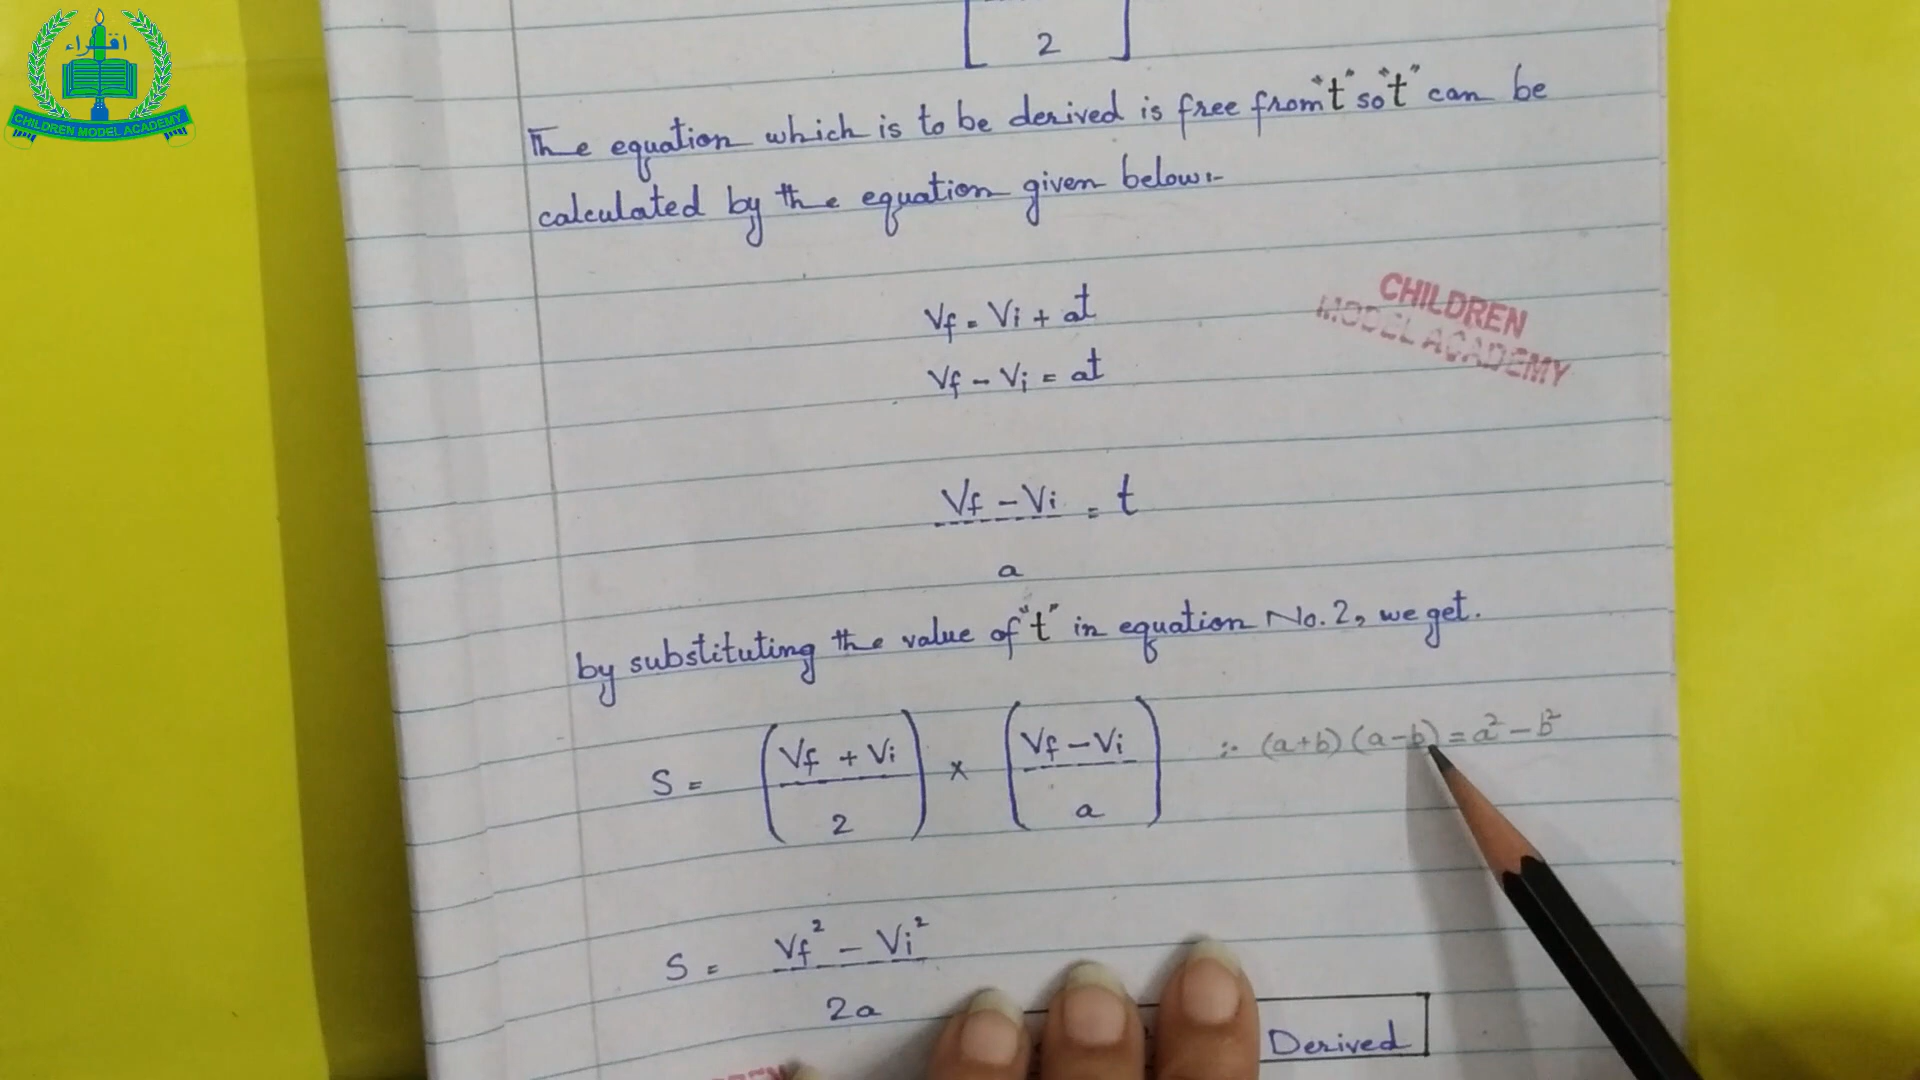 اقراء
CHILDREN MODEL ACADEMY
2
The equation which is to be derived is free from "t" so "t" can be
calculated by the equation given below:-
Vf = Vi + at
Vf - Vi = at
CHILDREN
MODEL ACADEMY
Vf - Vi = t
a
by substituting the value of "t" in equation No. 2, we get.
S = (Vf + Vi / 2) × (Vf - Vi / a) :- (a+b) (a-b) = a² - b²
S = Vf² - Vi²
2a
Derived